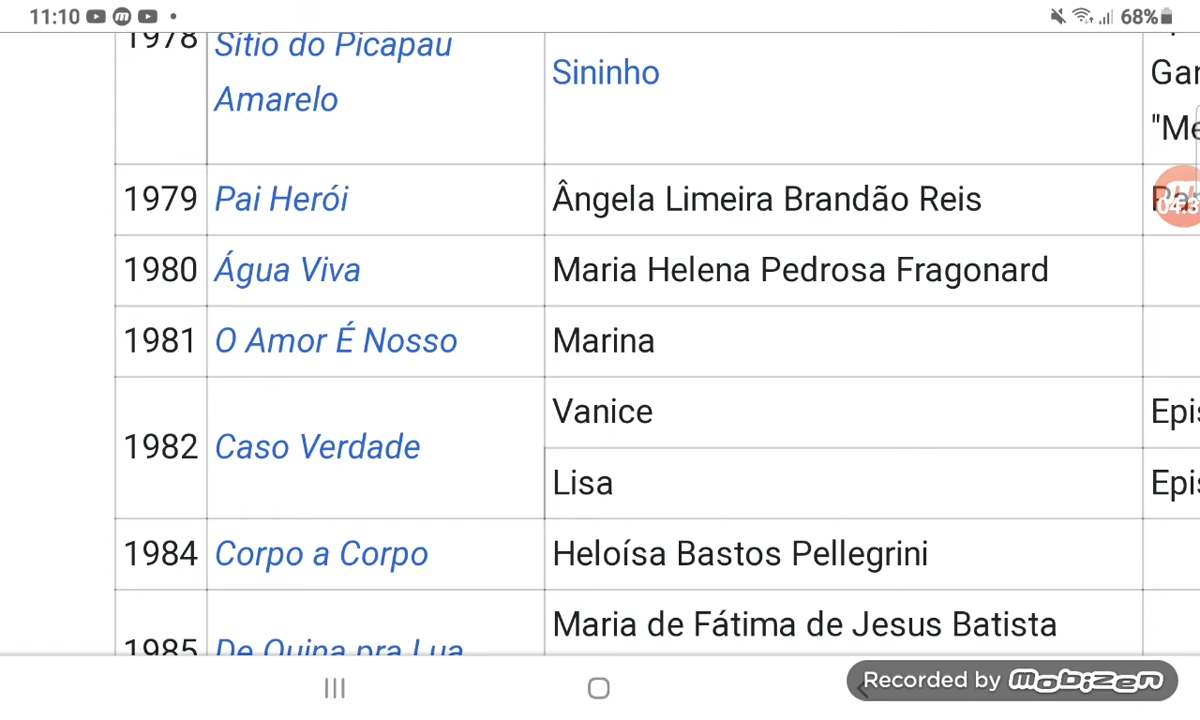 11:10 68%
1978 Sítio do Picapau Amarelo Sininho
"Me
1979 Pai Herói Ângela Limeira Brandão Reis
1980 Água Viva Maria Helena Pedrosa Fragonard
1981 O Amor É Nosso Marina
1982 Caso Verdade Vanice
Lisa
1984 Corpo a Corpo Heloísa Bastos Pellegrini
1985 De Quina pra Lua Maria de Fátima de Jesus Batista
Recorded by mobizen